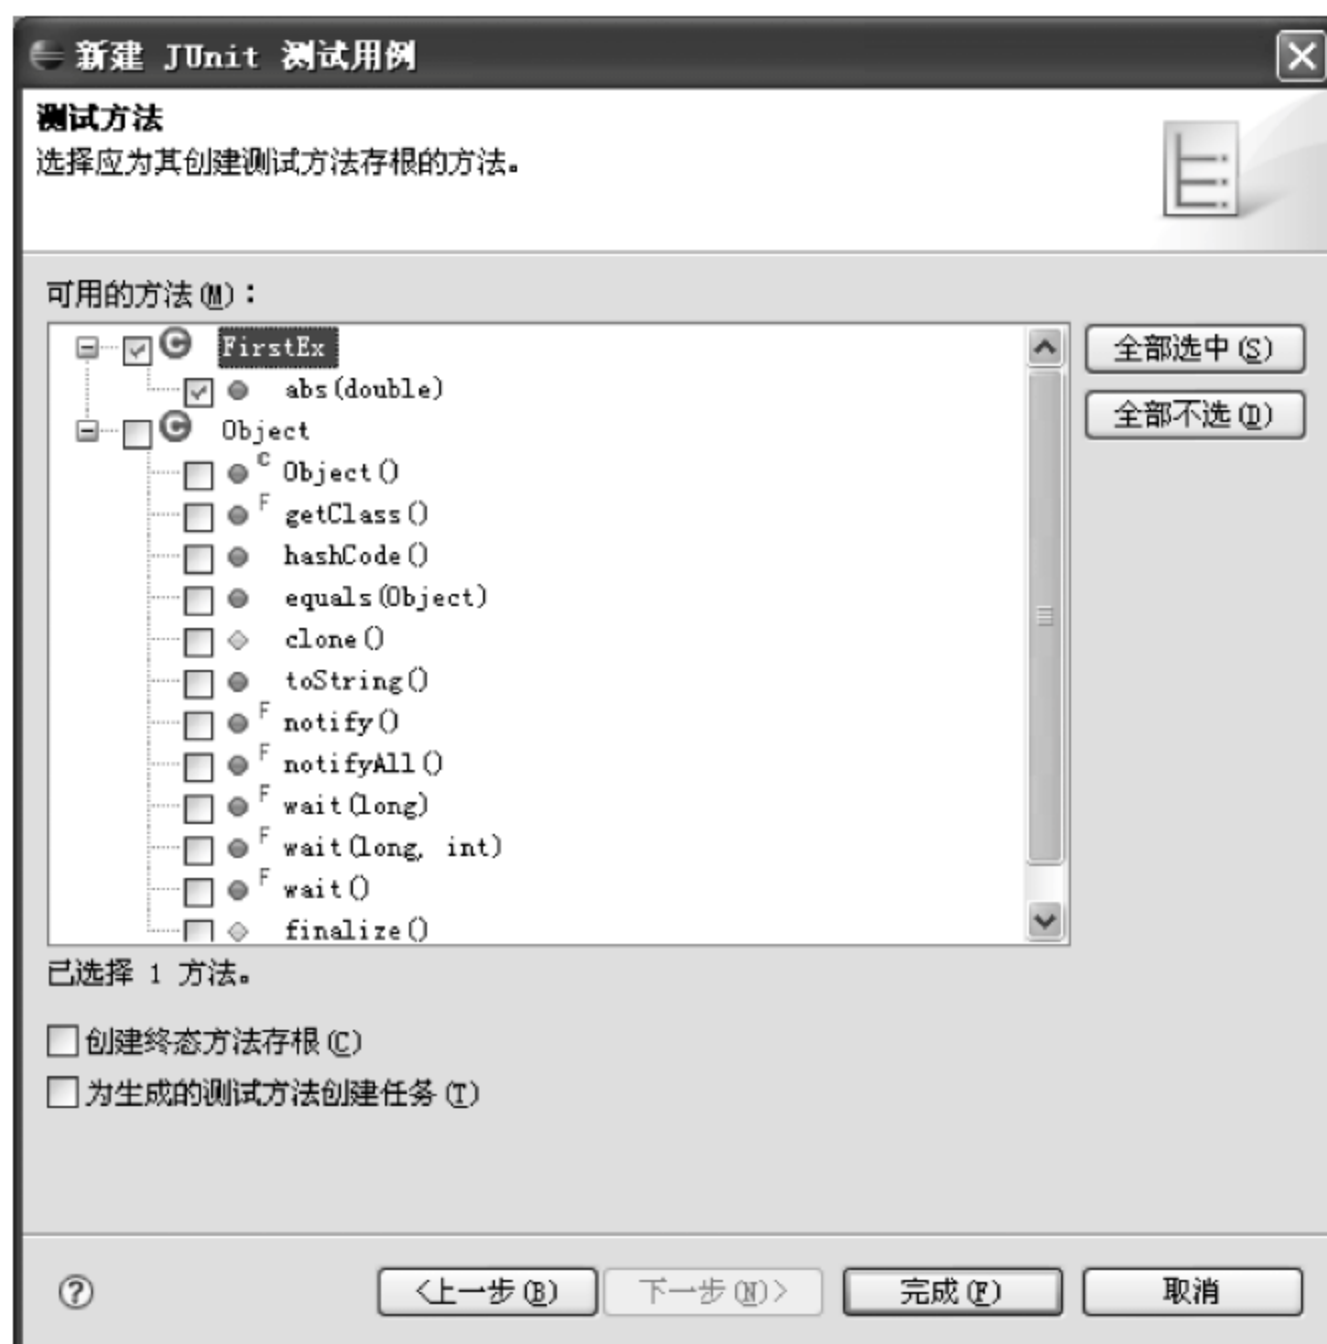 新建 JUnit 测试用例
测试方法
选择应为其创建测试方法存根的方法。
可用的方法(M)：
FirstEx
全部选中(S)
abs(double)
全部不选(D)
Object
C Object()
F getClass()
hashCode()
equals(Object)
clone()
toString()
F notify()
F notifyAll()
F wait(long)
F wait(long, int)
F wait()
finalize()
已选择 1 方法。
创建终态方法存根(C)
为生成的测试方法创建任务(T)
?
<上一步(B)
下一步(N)>
完成(F)
取消